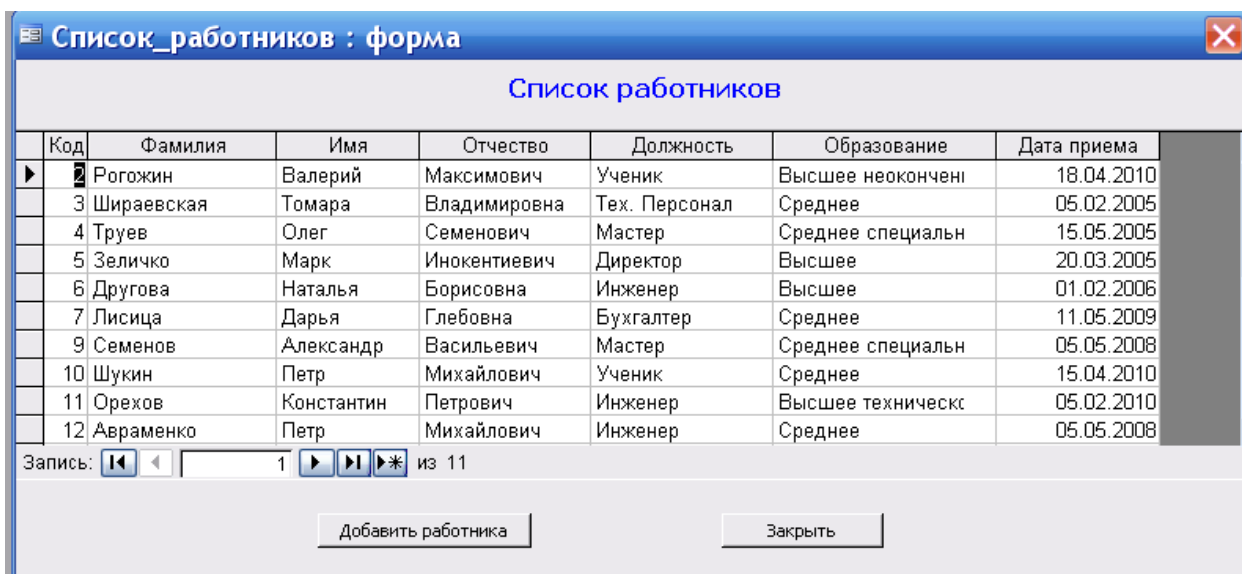 Список_работников : форма
Список работников
Код Фамилия Имя Отчество Должность Образование Дата приема
2 Рогожин Валерий Максимович Ученик Высшее неокончені 18.04.2010
3 Шираевская Томара Владимировна Тех. Персонал Среднее 05.02.2005
4 Труев Олег Семенович Мастер Среднее специальн 15.05.2005
5 Зеличко Марк Инокентиевич Директор Высшее 20.03.2005
6 Другова Наталья Борисовна Инженер Высшее 01.02.2006
7 Лисица Дарья Глебовна Бухгалтер Среднее 11.05.2009
9 Семенов Александр Васильевич Мастер Среднее специальн 05.05.2008
10 Шукин Петр Михайлович Ученик Среднее 15.04.2010
11 Орехов Константин Петрович Инженер Высшее техническо 05.02.2010
12 Авраменко Петр Михайлович Инженер Среднее 05.05.2008
Запись: 1 из 11
Добавить работника Закрыть